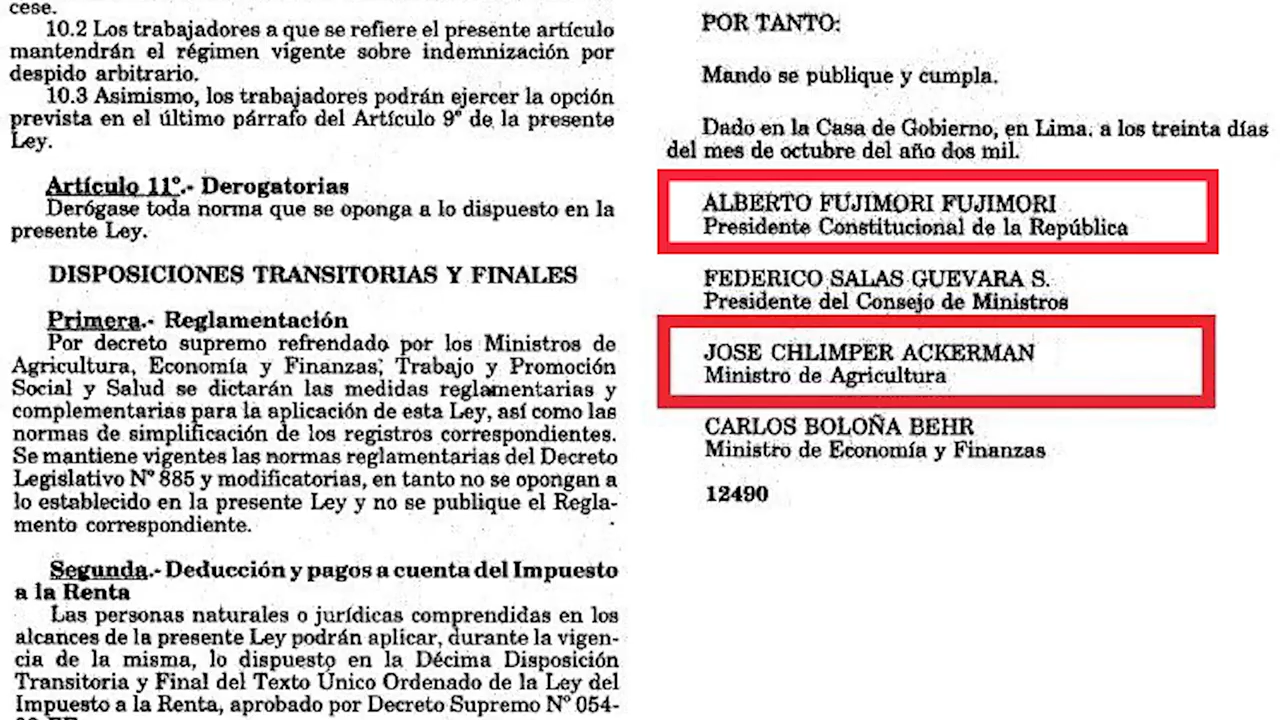 cese.
10.2 Los trabajadores a que se refiere el presente artículo
mantendrán el régimen vigente sobre indemnización por
despido arbitrario.
10.3 Asimismo, los trabajadores podrán ejercer la opción
prevista en el último párrafo del Artículo 9º de la presente
Ley.
Artículo 11º.- Derogatorias
Derógase toda norma que se oponga a lo dispuesto en la
presente Ley.
DISPOSICIONES TRANSITORIAS Y FINALES
Primera.- Reglamentación
Por decreto supremo refrendado por los Ministros de
Agricultura, Economía y Finanzas; Trabajo y Promoción
Social y Salud se dictarán las medidas reglamentarias y
complementarias para la aplicación de esta Ley, así como las
normas de simplificación de los registros correspondientes.
Se mantiene vigentes las normas reglamentarias del Decreto
Legislativo Nº 885 y modificatorias, en tanto no se opongan a
lo establecido en la presente Ley y no se publique el Regla-
mento correspondiente.
Segunda.- Deducción y pagos a cuenta del Impuesto
a la Renta
Las personas naturales o jurídicas comprendidas en los
alcances de la presente Ley podrán aplicar, durante la vigen-
cia de la misma, lo dispuesto en la Décima Disposición
Transitoria y Final del Texto Único Ordenado de la Ley del
Impuesto a la Renta, aprobado por Decreto Supremo Nº 054-
POR TANTO:
Mando se publique y cumpla.
Dado en la Casa de Gobierno, en Lima. a los treinta días
del mes de octubre del año dos mil.
ALBERTO FUJIMORI FUJIMORI
Presidente Constitucional de la República
FEDERICO SALAS GUEVARA S.
Presidente del Consejo de Ministros
JOSE CHLIMPER ACKERMAN
Ministro de Agricultura
CARLOS BOLOÑA BEHR
Ministro de Economía y Finanzas
12490